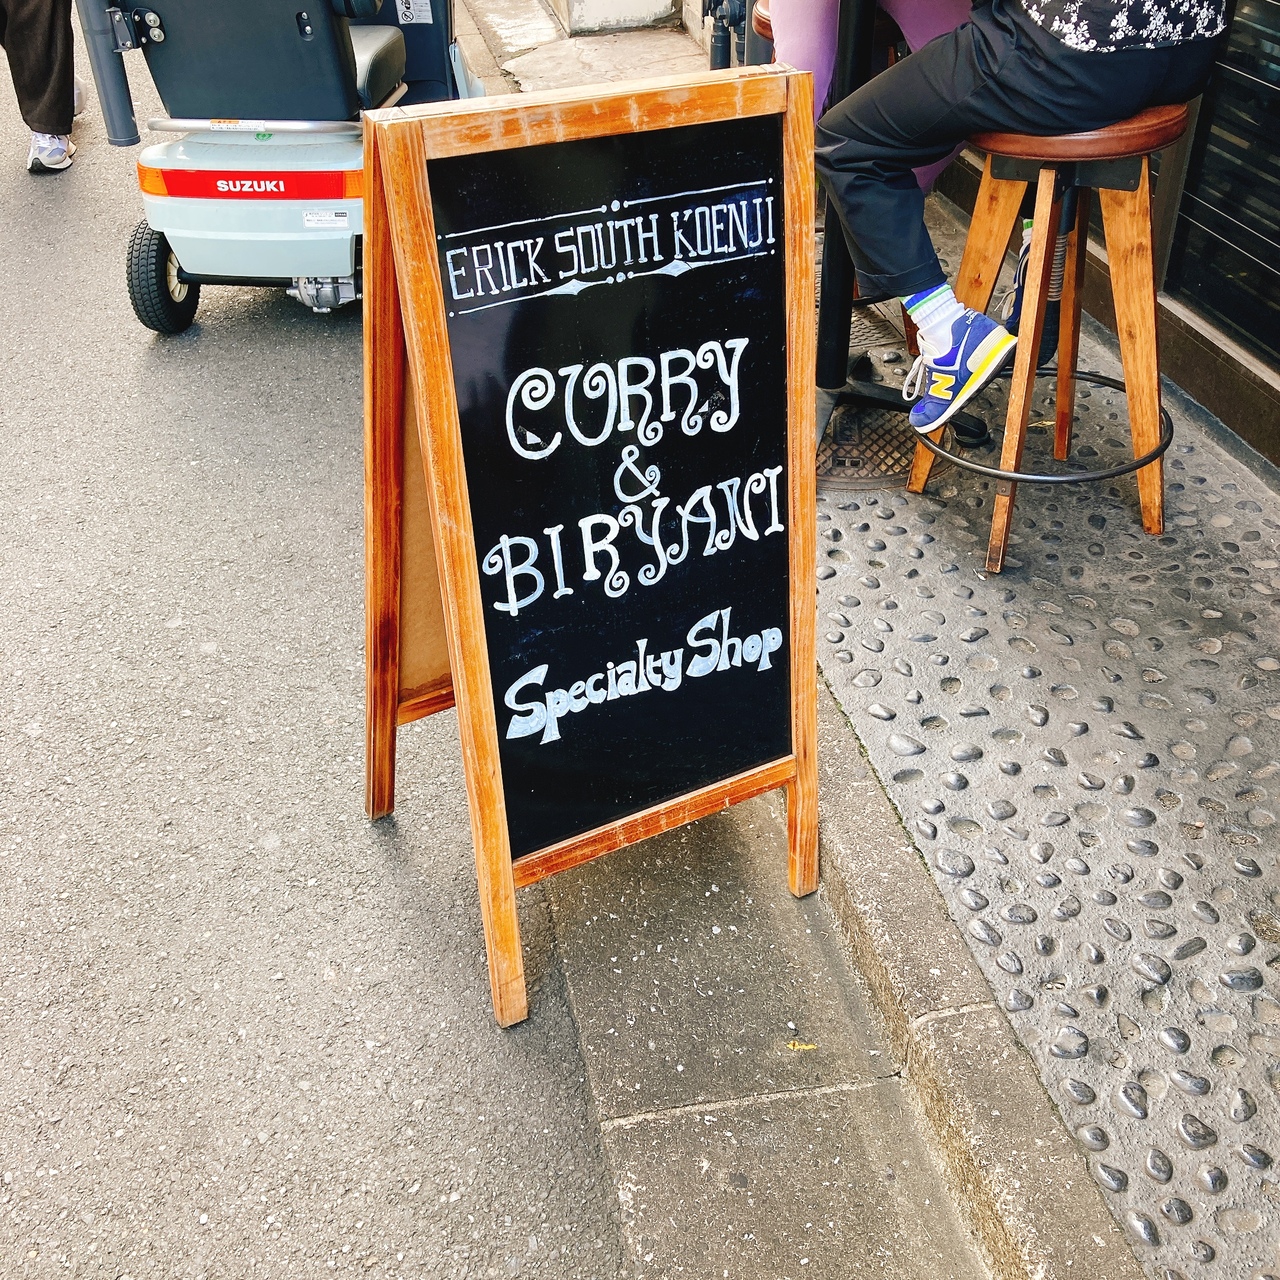 SUZUKI
ERICK SOUTH KOENJI
CURRY
&
BIRYANI
Specialty Shop
N